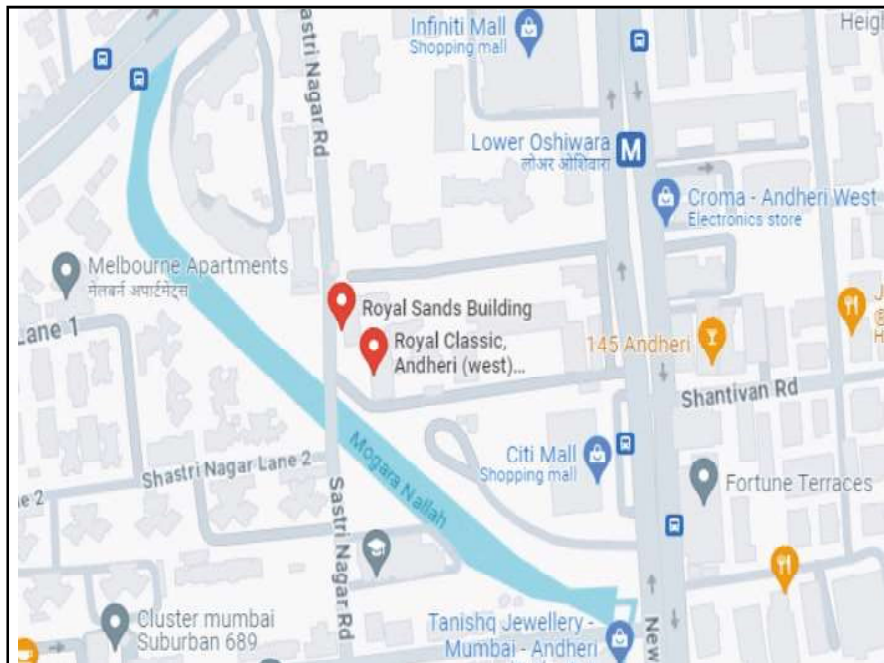 Infiniti Mall
Shopping mall
Heigh
astri Nagar Rd
Lower Oshiwara
लोअर ओशिवारा
M
Croma - Andheri West
Electronics store
Melbourne Apartments
मेलबर्न अपार्टमेंट्स
Lane 1
Royal Sands Building
Royal Classic,
Andheri (west)...
145 Andheri
J
@
H
Shantivan Rd
Citi Mall
Shopping mall
Mogara Nallah
Shastri Nagar Lane 2
ne 2
Fortune Terraces
Sastri Nagar Rd
Cluster mumbai
Suburban 689
Tanishq Jewellery -
Mumbai - Andheri
New